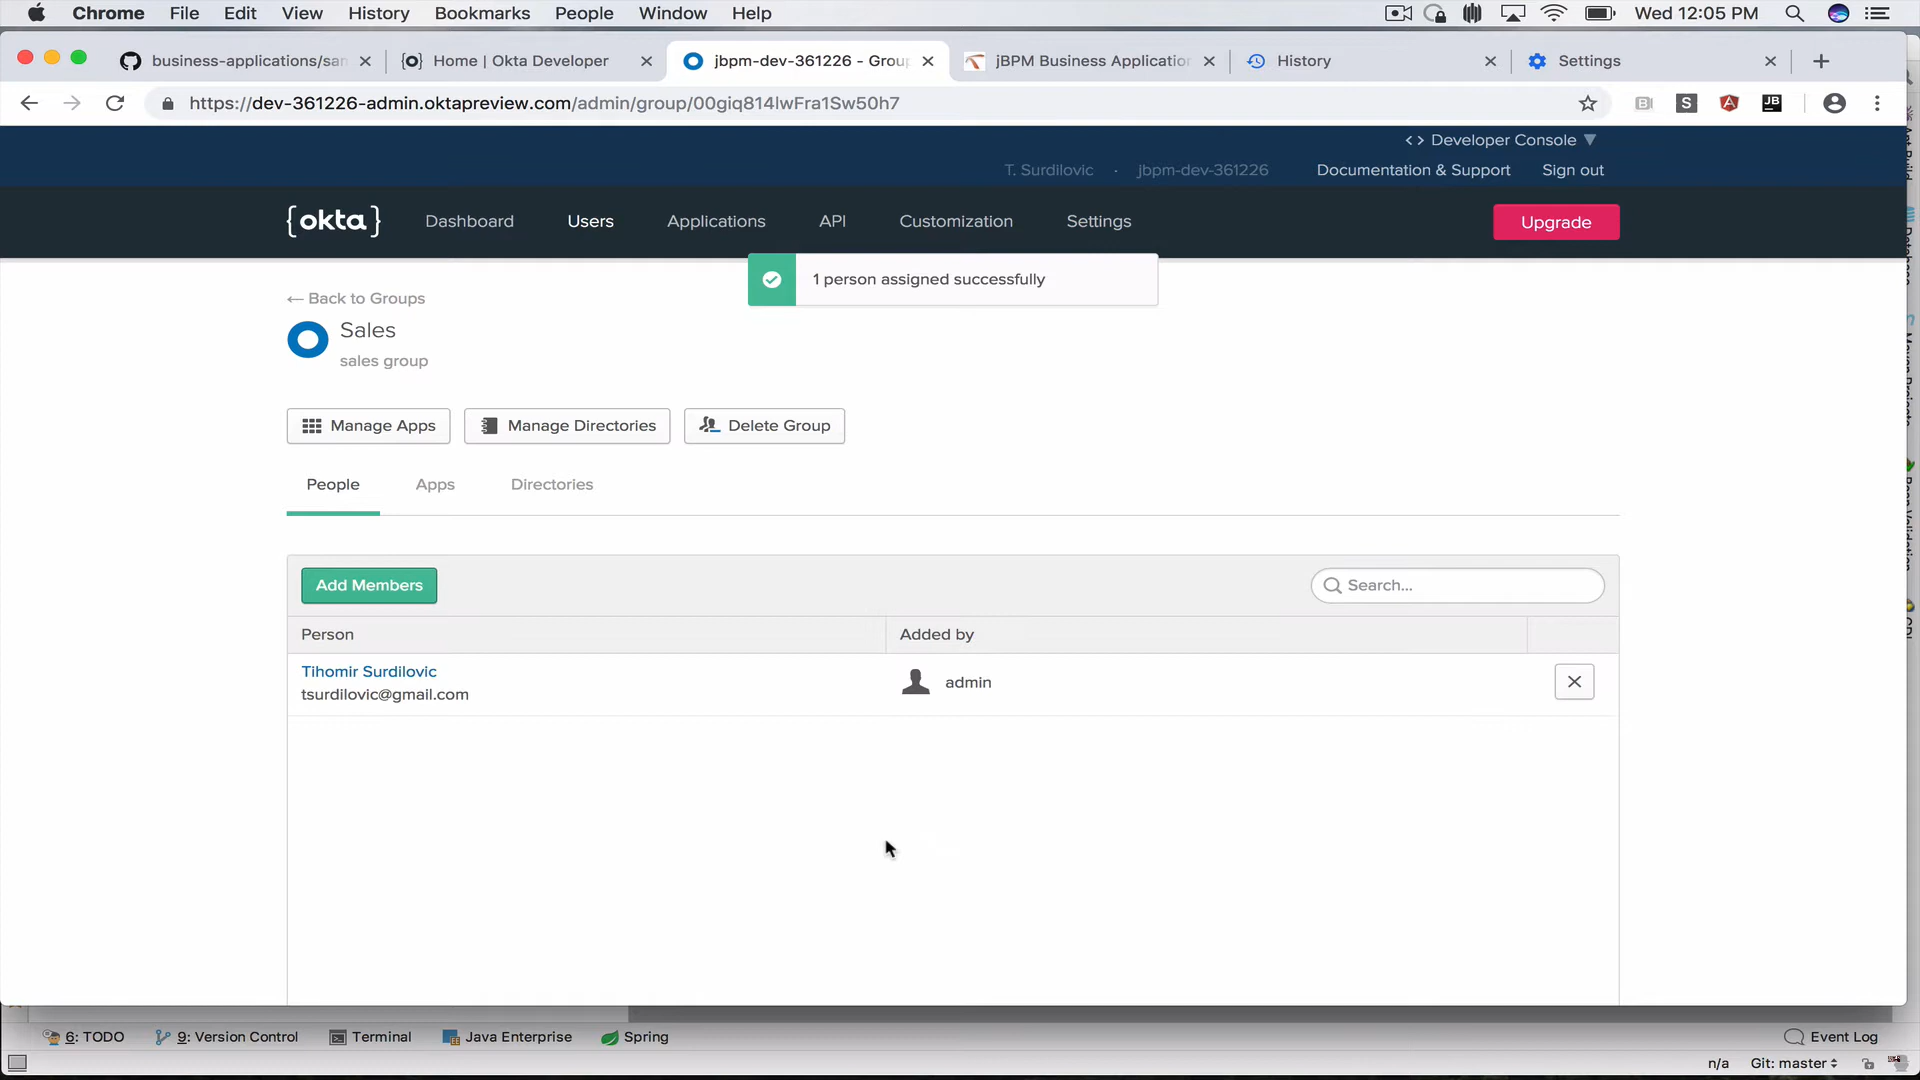 Chrome File Edit View History Bookmarks People Window Help Wed 12:05 PM
business-applications/san Home | Okta Developer jbpm-dev-361226 - Grou jBPM Business Applicatio History Settings
https://dev-361226-admin.oktapreview.com/admin/group/00giq814lwFra1Sw50h7
S JB
<> Developer Console
T. Surdilovic · jbpm-dev-361226 Documentation & Support Sign out
{okta} Dashboard Users Applications API Customization Settings Upgrade
1 person assigned successfully
← Back to Groups
Sales
sales group
Manage Apps Manage Directories Delete Group
People Apps Directories
Add Members Search...
Person Added by
Tihomir Surdilovic
tsurdilovic@gmail.com
admin
6: TODO 9: Version Control Terminal Java Enterprise Spring Event Log
n/a Git: master